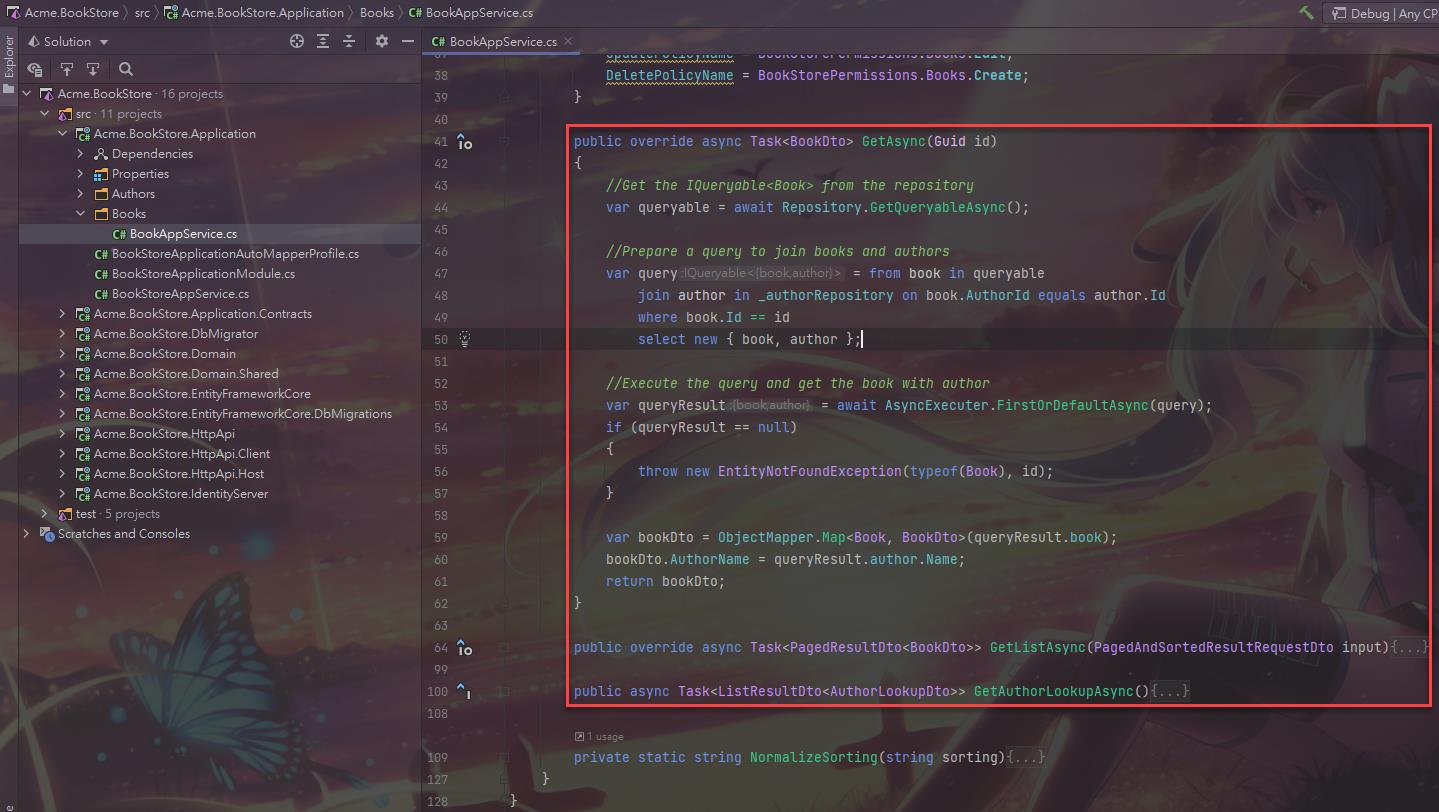 Acme.BookStore > src > Acme.BookStore.Application > Books > C# BookAppService.cs
Debug | Any CP
Explorer
Solution
C# BookAppService.cs ×
Acme.BookStore · 16 projects
src · 11 projects
Acme.BookStore.Application
Dependencies
Properties
Authors
Books
C# BookAppService.cs
C# BookStoreApplicationAutoMapperProfile.cs
C# BookStoreApplicationModule.cs
C# BookStoreAppService.cs
Acme.BookStore.Application.Contracts
Acme.BookStore.DbMigrator
Acme.BookStore.Domain
Acme.BookStore.Domain.Shared
Acme.BookStore.EntityFrameworkCore
Acme.BookStore.EntityFrameworkCore.DbMigrations
Acme.BookStore.HttpApi
Acme.BookStore.HttpApi.Client
Acme.BookStore.HttpApi.Host
Acme.BookStore.IdentityServer
test · 5 projects
Scratches and Consoles
37 UpdatePolicyName = BookStorePermissions.Books.Edit;
38 DeletePolicyName = BookStorePermissions.Books.Create;
39 }
40
41 public override async Task<BookDto> GetAsync(Guid id)
42 {
43 //Get the IQueryable<Book> from the repository
44 var queryable = await Repository.GetQueryableAsync();
45
46 //Prepare a query to join books and authors
47 var query :IQueryable<{book,author}> = from book in queryable
48 join author in _authorRepository on book.AuthorId equals author.Id
49 where book.Id == id
50 select new { book, author };
51
52 //Execute the query and get the book with author
53 var queryResult :{book,author} = await AsyncExecuter.FirstOrDefaultAsync(query);
54 if (queryResult == null)
55 {
56 throw new EntityNotFoundException(typeof(Book), id);
57 }
58
59 var bookDto = ObjectMapper.Map<Book, BookDto>(queryResult.book);
60 bookDto.AuthorName = queryResult.author.Name;
61 return bookDto;
62 }
63
64 public override async Task<PagedResultDto<BookDto>> GetListAsync(PagedAndSortedResultRequestDto input){...}
99
100 public async Task<ListResultDto<AuthorLookupDto>> GetAuthorLookupAsync(){...}
108
1 usage
109 private static string NormalizeSorting(string sorting){...}
127 }
128 }